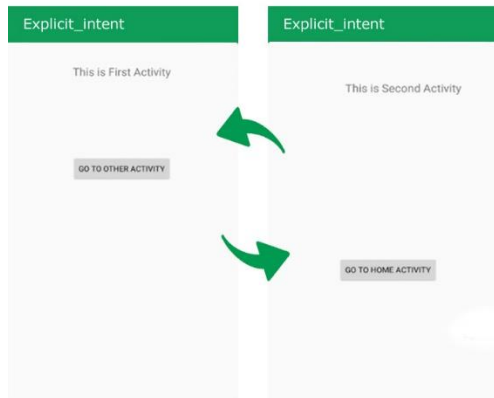 Explicit_intent
This is First Activity
GO TO OTHER ACTIVITY
Explicit_intent
This is Second Activity
GO TO HOME ACTIVITY